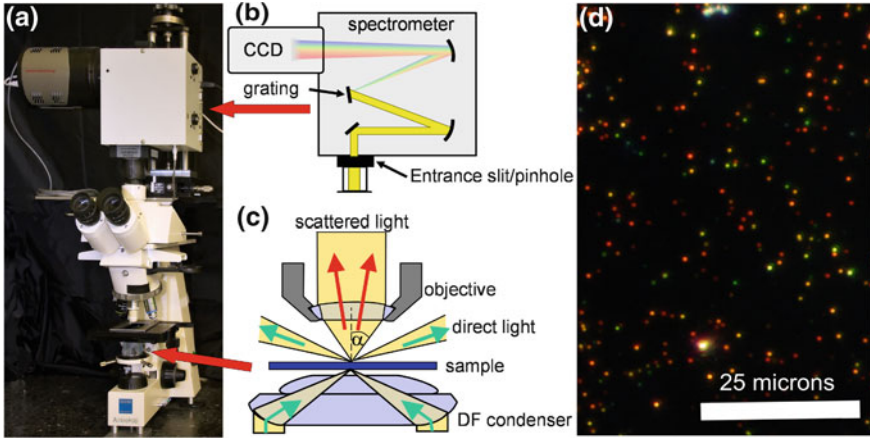 (a)
(b)
spectrometer
CCD
grating
Entrance slit/pinhole
(c)
scattered light
objective
direct light
α
sample
DF condenser
(d)
25 microns